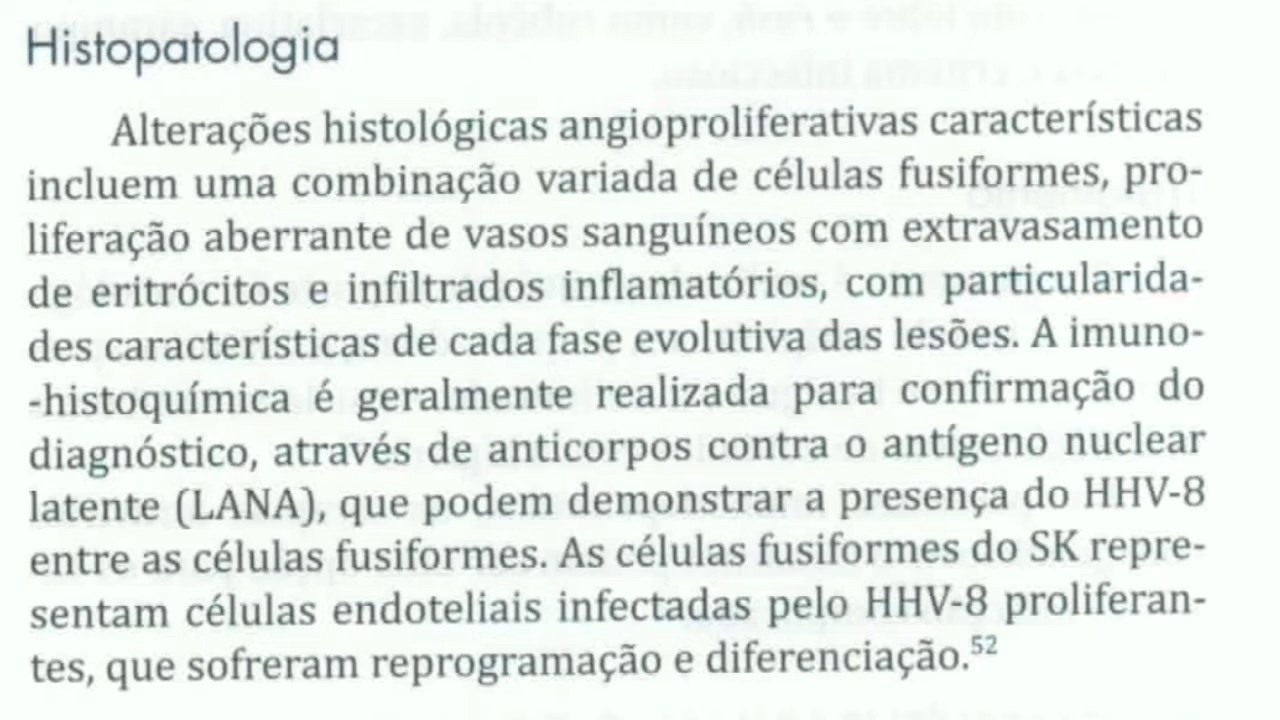 Histopatologia
Alterações histológicas angioproliferativas características
incluem uma combinação variada de células fusiformes, pro-
liferação aberrante de vasos sanguíneos com extravasamento
de eritrócitos e infiltrados inflamatórios, com particularida-
des características de cada fase evolutiva das lesões. A imuno-
-histoquímica é geralmente realizada para confirmação do
diagnóstico, através de anticorpos contra o antígeno nuclear
latente (LANA), que podem demonstrar a presença do HHV-8
entre as células fusiformes. As células fusiformes do SK repre-
sentam células endoteliais infectadas pelo HHV-8 proliferan-
tes, que sofreram reprogramação e diferenciação.52